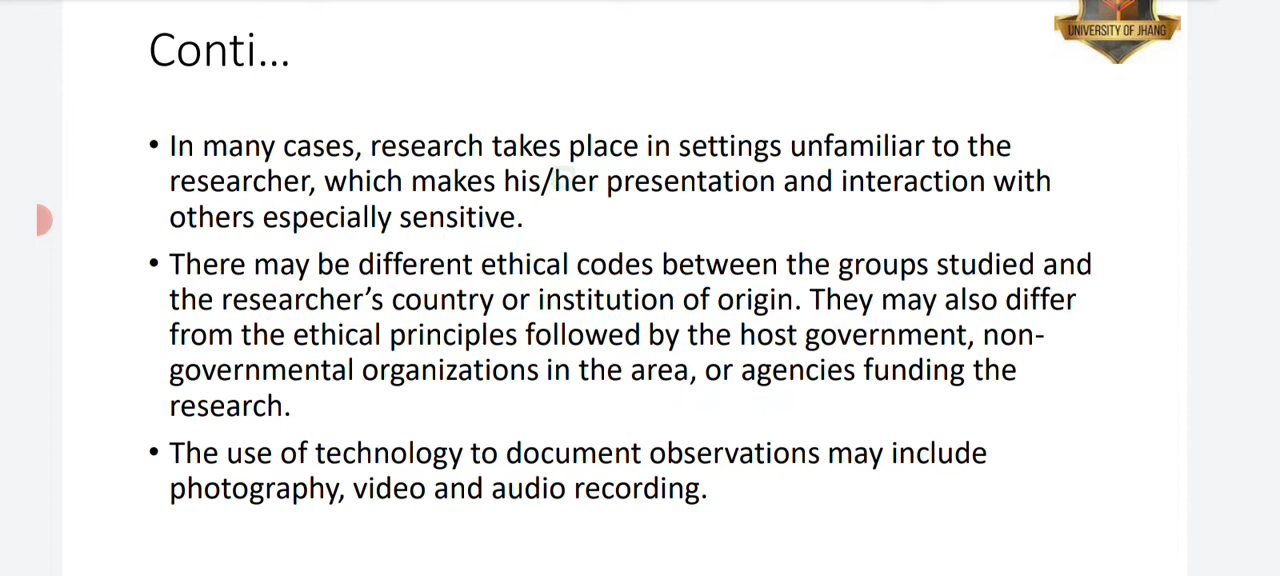 UNIVERSITY OF JHANG
Conti...
• In many cases, research takes place in settings unfamiliar to the
researcher, which makes his/her presentation and interaction with
others especially sensitive.
• There may be different ethical codes between the groups studied and
the researcher’s country or institution of origin. They may also differ
from the ethical principles followed by the host government, non-
governmental organizations in the area, or agencies funding the
research.
• The use of technology to document observations may include
photography, video and audio recording.